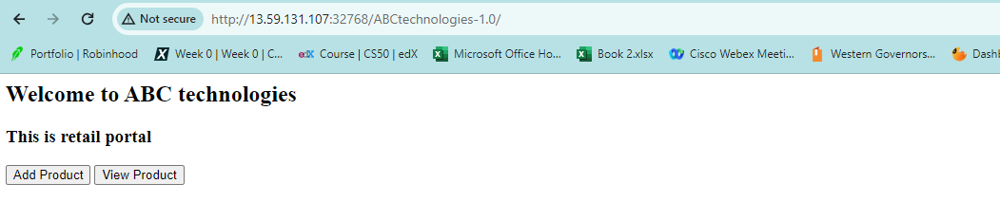 Not secure http://13.59.131.107:32768/ABCtechnologies-1.0/
Portfolio | Robinhood X Week 0 | Week 0 | C... edX Course | CS50 | edX Microsoft Office Ho... Book 2.xlsx Cisco Webex Meeti... Western Governors... Dashb
Welcome to ABC technologies
This is retail portal
Add Product View Product